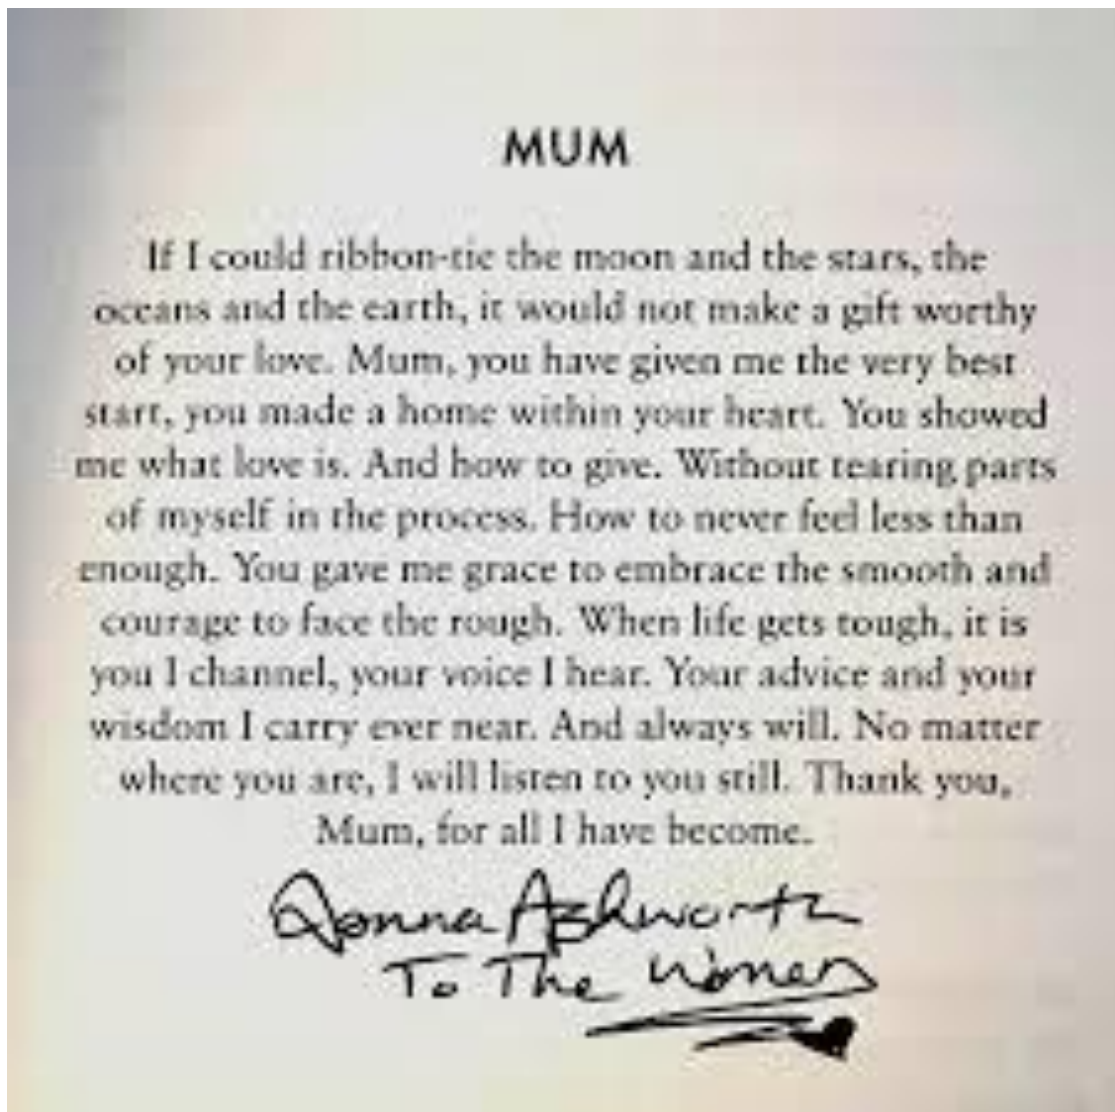 MUM
If I could ribbon-tie the moon and the stars, the
oceans and the earth, it would not make a gift worthy
of your love. Mum, you have given me the very best
start, you made a home within your heart. You showed
me what love is. And how to give. Without tearing parts
of myself in the process. How to never feel less than
enough. You gave me grace to embrace the smooth and
courage to face the rough. When life gets tough, it is
you I channel, your voice I hear. Your advice and your
wisdom I carry ever near. And always will. No matter
where you are, I will listen to you still. Thank you,
Mum, for all I have become.
Donna Ashworth
To The Women